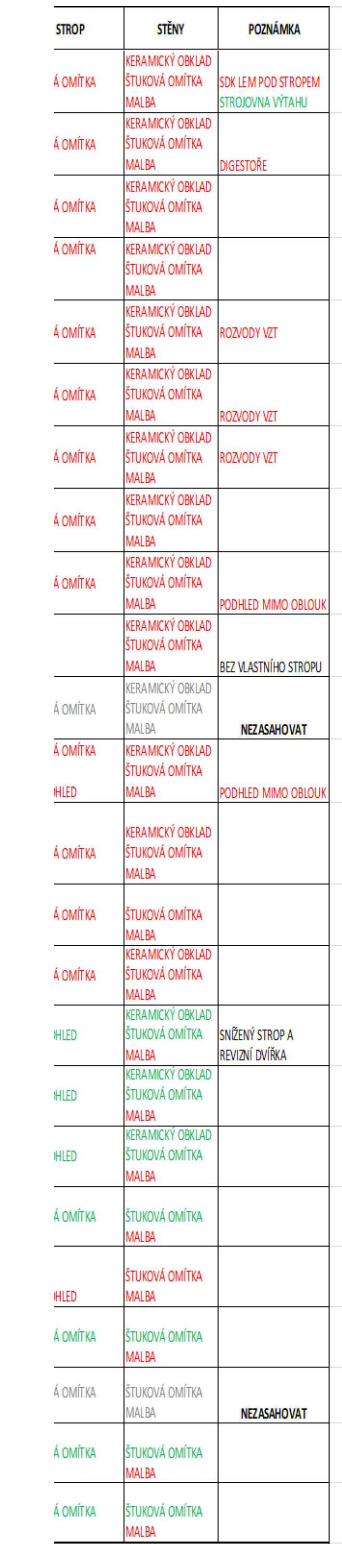 STROP STĚNY POZNÁMKA
KERAMICKÝ OBKLAD
Á OMÍTKA ŠTUKOVÁ OMÍTKA SDK LEM POD STROPEM
MALBA STROJOVNA VÝTAHU
KERAMICKÝ OBKLAD
Á OMÍTKA ŠTUKOVÁ OMÍTKA
MALBA DIGESTOŘE
KERAMICKÝ OBKLAD
Á OMÍTKA ŠTUKOVÁ OMÍTKA
MALBA
Á OMÍTKA KERAMICKÝ OBKLAD
ŠTUKOVÁ OMÍTKA
MALBA
KERAMICKÝ OBKLAD
Á OMÍTKA ŠTUKOVÁ OMÍTKA ROZVODY VZT
MALBA
KERAMICKÝ OBKLAD
Á OMÍTKA ŠTUKOVÁ OMÍTKA
MALBA ROZVODY VZT
KERAMICKÝ OBKLAD
Á OMÍTKA ŠTUKOVÁ OMÍTKA ROZVODY VZT
MALBA
KERAMICKÝ OBKLAD
Á OMÍTKA ŠTUKOVÁ OMÍTKA
MALBA
KERAMICKÝ OBKLAD
Á OMÍTKA ŠTUKOVÁ OMÍTKA
MALBA PODHLED MIMO OBLOUK
KERAMICKÝ OBKLAD
ŠTUKOVÁ OMÍTKA
MALBA BEZ VLASTNÍHO STROPU
KERAMICKÝ OBKLAD
Á OMÍTKA ŠTUKOVÁ OMÍTKA
MALBA NEZASAHOVAT
Á OMÍTKA KERAMICKÝ OBKLAD
ŠTUKOVÁ OMÍTKA
HLED MALBA PODHLED MIMO OBLOUK
KERAMICKÝ OBKLAD
Á OMÍTKA ŠTUKOVÁ OMÍTKA
MALBA
Á OMÍTKA ŠTUKOVÁ OMÍTKA
MALBA
KERAMICKÝ OBKLAD
Á OMÍTKA ŠTUKOVÁ OMÍTKA
MALBA
KERAMICKÝ OBKLAD
HLED ŠTUKOVÁ OMÍTKA SNÍŽENÝ STROP A
MALBA REVIZNÍ DVÍŘKA
KERAMICKÝ OBKLAD
HLED ŠTUKOVÁ OMÍTKA
MALBA
KERAMICKÝ OBKLAD
HLED ŠTUKOVÁ OMÍTKA
MALBA
Á OMÍTKA ŠTUKOVÁ OMÍTKA
MALBA
ŠTUKOVÁ OMÍTKA
HLED MALBA
Á OMÍTKA ŠTUKOVÁ OMÍTKA
MALBA
Á OMÍTKA ŠTUKOVÁ OMÍTKA
MALBA NEZASAHOVAT
Á OMÍTKA ŠTUKOVÁ OMÍTKA
MALBA
Á OMÍTKA ŠTUKOVÁ OMÍTKA
MALBA